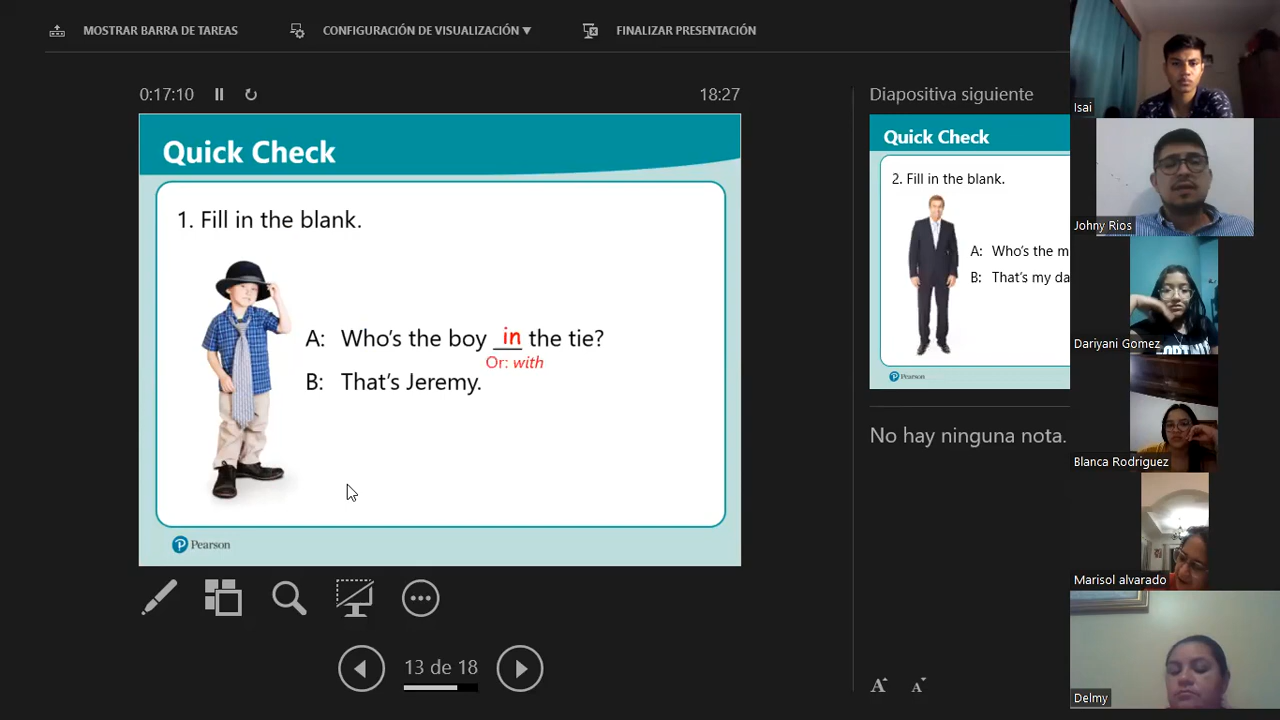 MOSTRAR BARRA DE TAREAS
CONFIGURACIÓN DE VISUALIZACIÓN ▼
FINALIZAR PRESENTACIÓN
0:17:10
18:27
Quick Check
1. Fill in the blank.
A: Who's the boy in the tie?
Or: with
B: That's Jeremy.
Pearson
13 de 18
Diapositiva siguiente
Quick Check
2. Fill in the blank.
A: Who's the m
B: That's my da
Pearson
No hay ninguna nota.
A A
Isai
Johny Rios
Dariyani Gomez
Blanca Rodriguez
Marisol alvarado
Delmy